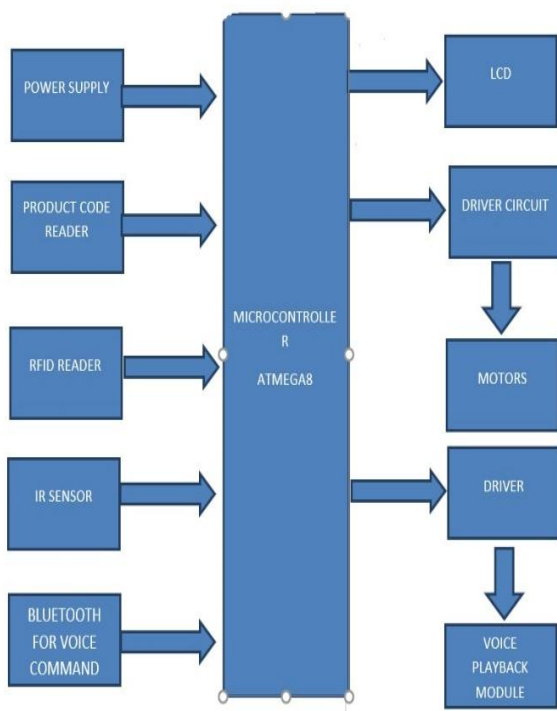 POWER SUPPLY
PRODUCT CODE
READER
RFID READER
IR SENSOR
BLUETOOTH
FOR VOICE
COMMAND
MICROCONTROLLE
R
ATMEGA8
LCD
DRIVER CIRCUIT
MOTORS
DRIVER
VOICE
PLAYBACK
MODULE